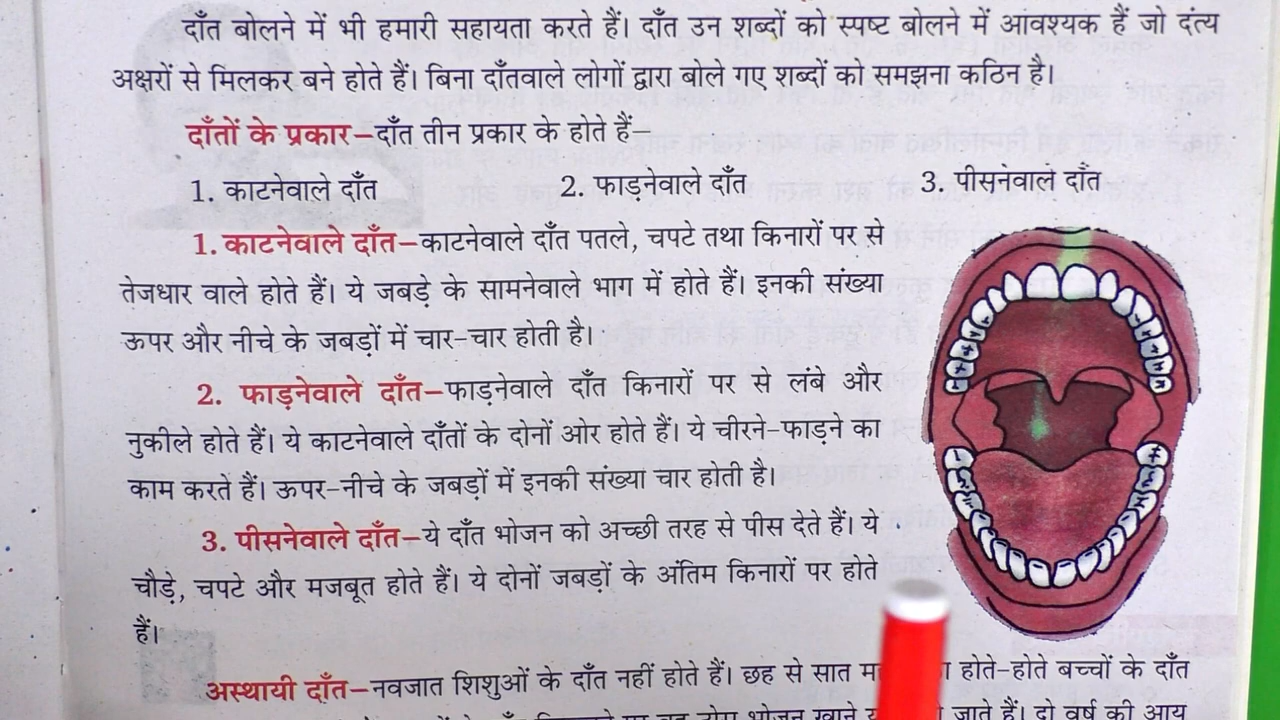 दाँत बोलने में भी हमारी सहायता करते हैं। दाँत उन शब्दों को स्पष्ट बोलने में आवश्यक हैं जो दंत्य
अक्षरों से मिलकर बने होते हैं। बिना दाँतवाले लोगों द्वारा बोले गए शब्दों को समझना कठिन है।
दाँतों के प्रकार–दाँत तीन प्रकार के होते हैं–
1. काटनेवाले दाँत 2. फाड़नेवाले दाँत 3. पीसनेवाले दाँत
1. काटनेवाले दाँत–काटनेवाले दाँत पतले, चपटे तथा किनारों पर से
तेजधार वाले होते हैं। ये जबड़े के सामनेवाले भाग में होते हैं। इनकी संख्या
ऊपर और नीचे के जबड़ों में चार-चार होती है।
2. फाड़नेवाले दाँत–फाड़नेवाले दाँत किनारों पर से लंबे और
नुकीले होते हैं। ये काटनेवाले दाँतों के दोनों ओर होते हैं। ये चीरने-फाड़ने का
काम करते हैं। ऊपर-नीचे के जबड़ों में इनकी संख्या चार होती है।
3. पीसनेवाले दाँत–ये दाँत भोजन को अच्छी तरह से पीस देते हैं। ये
चौड़े, चपटे और मजबूत होते हैं। ये दोनों जबड़ों के अंतिम किनारों पर होते
हैं।
अस्थायी दाँत–नवजात शिशुओं के दाँत नहीं होते हैं। छह से सात होते-होते बच्चों के दाँत
जाते हैं। दो वर्ष की आयु